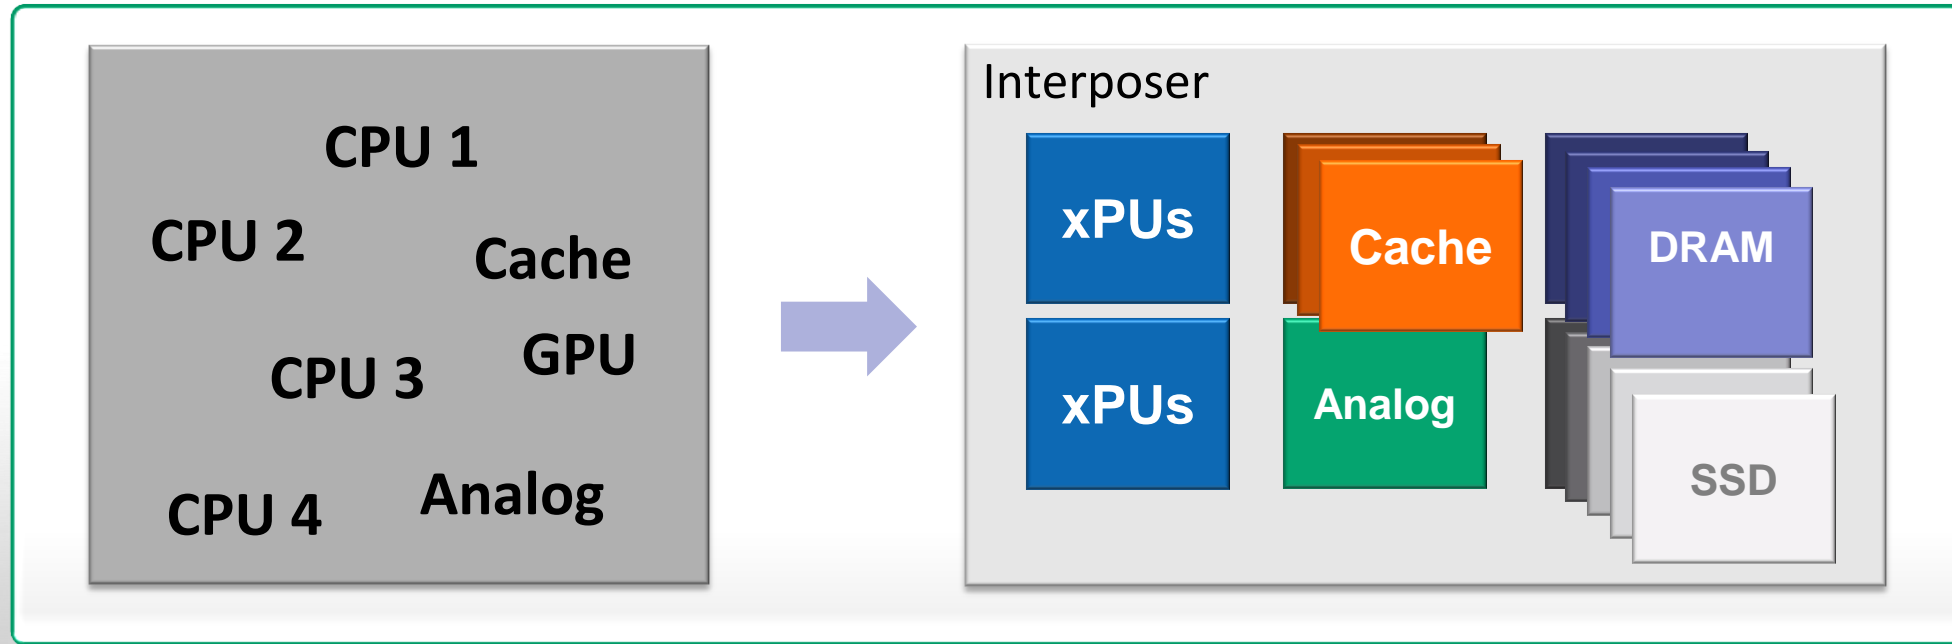 CPU 1
CPU 2
Cache
GPU
CPU 3
Analog
CPU 4
Interposer
xPUs
Cache
DRAM
xPUs
Analog
SSD